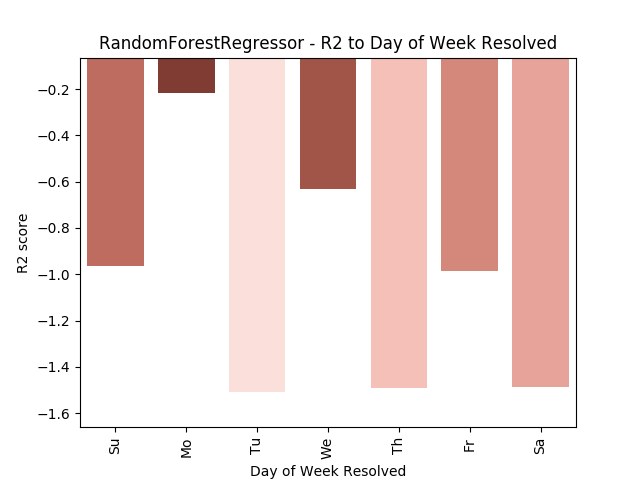 RandomForestRegressor - R2 to Day of Week Resolved
−0.2
−0.4
−0.6
−0.8
−1.0
−1.2
−1.4
−1.6
R2 score
Su
Mo
Tu
We
Th
Fr
Sa
Day of Week Resolved